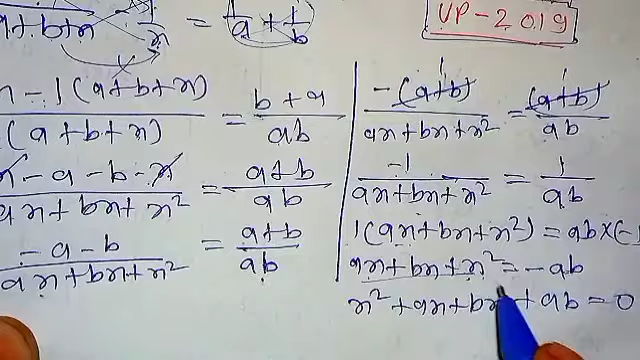 a+b+x 1/x = 1/a + 1/b
UP-2019
x-1(a+b+x)/(a+b+x) = b+a/ab
x-a-b-x/ax+bx+x² = a+b/ab
-a-b/ax+bx+x² = a+b/ab
-(a+b)/ax+bx+x² = (a+b)/ab
-1/ax+bx+x² = 1/ab
1(ax+bx+x²) = ab×(-1
ax+bx+x² = -ab
x²+ax+bx+ab = 0